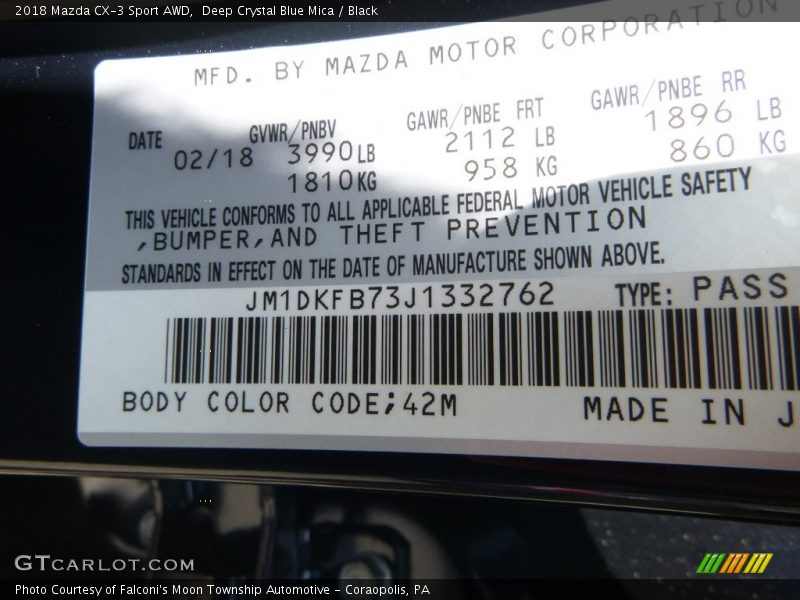 2018 Mazda CX-3 Sport AWD,  Deep Crystal Blue Mica / Black
MFD. BY MAZDA MOTOR CORPORATION
DATE GVWR/PNBV GAWR/PNBE FRT GAWR/PNBE RR
02/18 3990LB 2112 LB 1896 LB
1810KG 958 KG 860 KG
THIS VEHICLE CONFORMS TO ALL APPLICABLE FEDERAL MOTOR VEHICLE SAFETY
,BUMPER,AND THEFT PREVENTION
STANDARDS IN EFFECT ON THE DATE OF MANUFACTURE SHOWN ABOVE.
JM1DKFB73J1332762 TYPE: PASS
BODY COLOR CODE;42M MADE IN J
GTCARLOT.COM
Photo Courtesy of Falconi's Moon Township Automotive - Coraopolis, PA